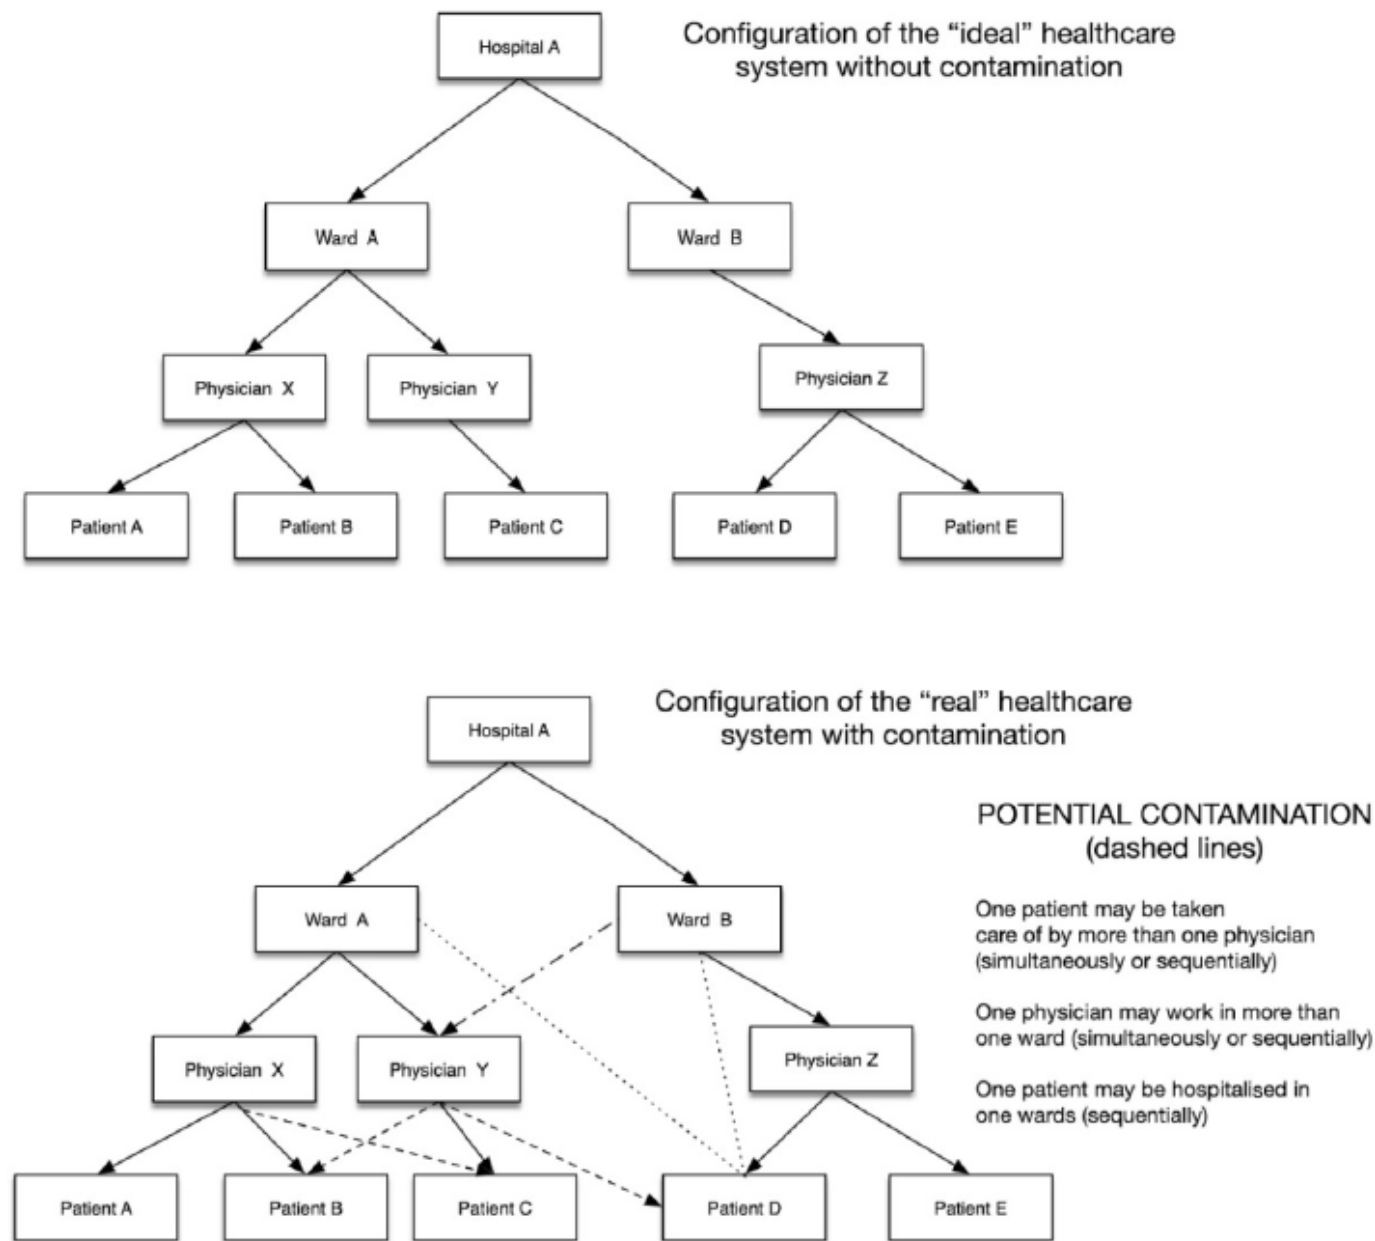 Configuration of the “ideal” healthcare
system without contamination
Hospital A
Ward A
Ward B
Physician X
Physician Y
Physician Z
Patient A
Patient B
Patient C
Patient D
Patient E
Configuration of the “real” healthcare
system with contamination
Hospital A
POTENTIAL CONTAMINATION
(dashed lines)
Ward A
Ward B
One patient may be taken
care of by more than one physician
(simultaneously or sequentially)
One physician may work in more than
one ward (simultaneously or sequentially)
One patient may be hospitalised in
one wards (sequentially)
Physician X
Physician Y
Physician Z
Patient A
Patient B
Patient C
Patient D
Patient E